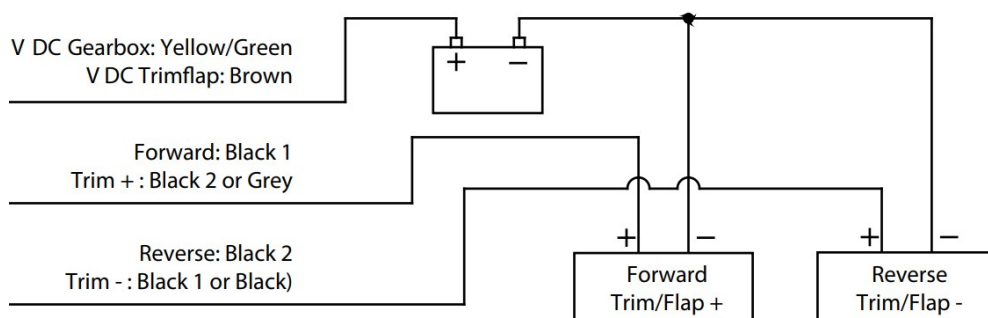 V DC Gearbox: Yellow/Green
V DC Trimflap: Brown
+ −
Forward: Black 1
Trim + : Black 2 or Grey
Reverse: Black 2
Trim - : Black 1 or Black)
+ −
+ −
Forward
Trim/Flap +
Reverse
Trim/Flap -